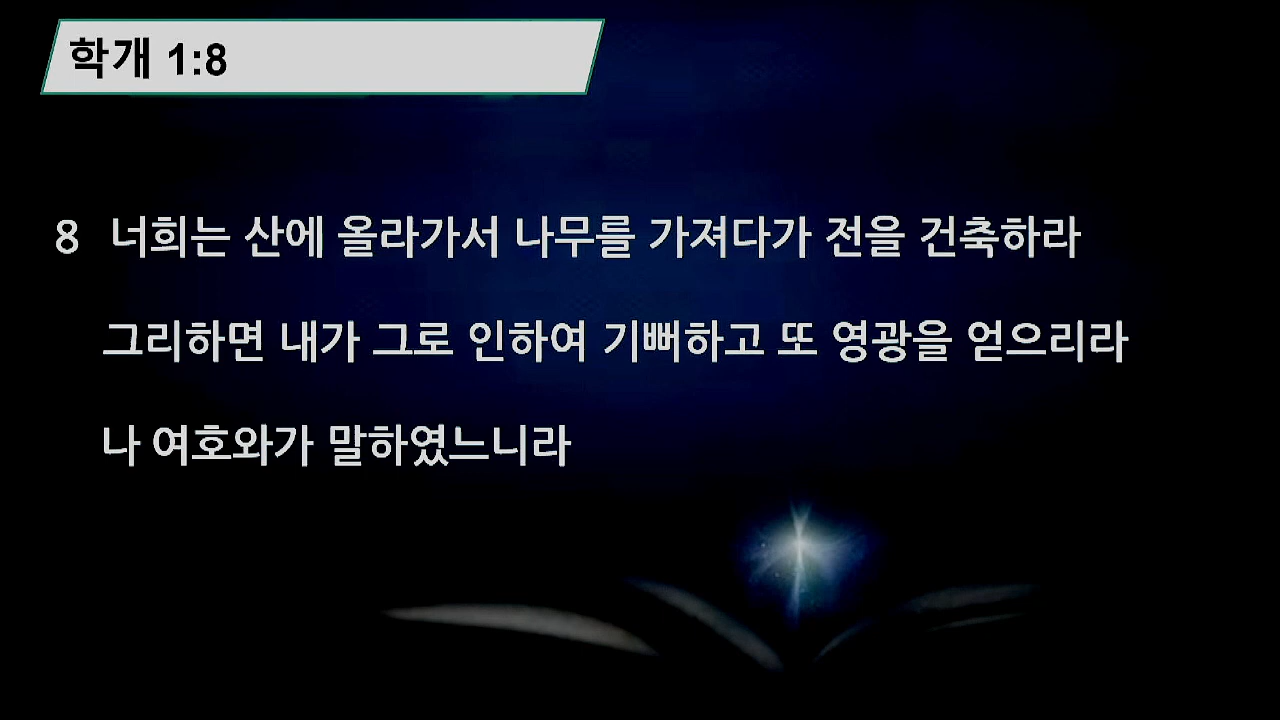 학개 1:8
8 너희는 산에 올라가서 나무를 가져다가 전을 건축하라
그리하면 내가 그로 인하여 기뻐하고 또 영광을 얻으리라
나 여호와가 말하였느니라